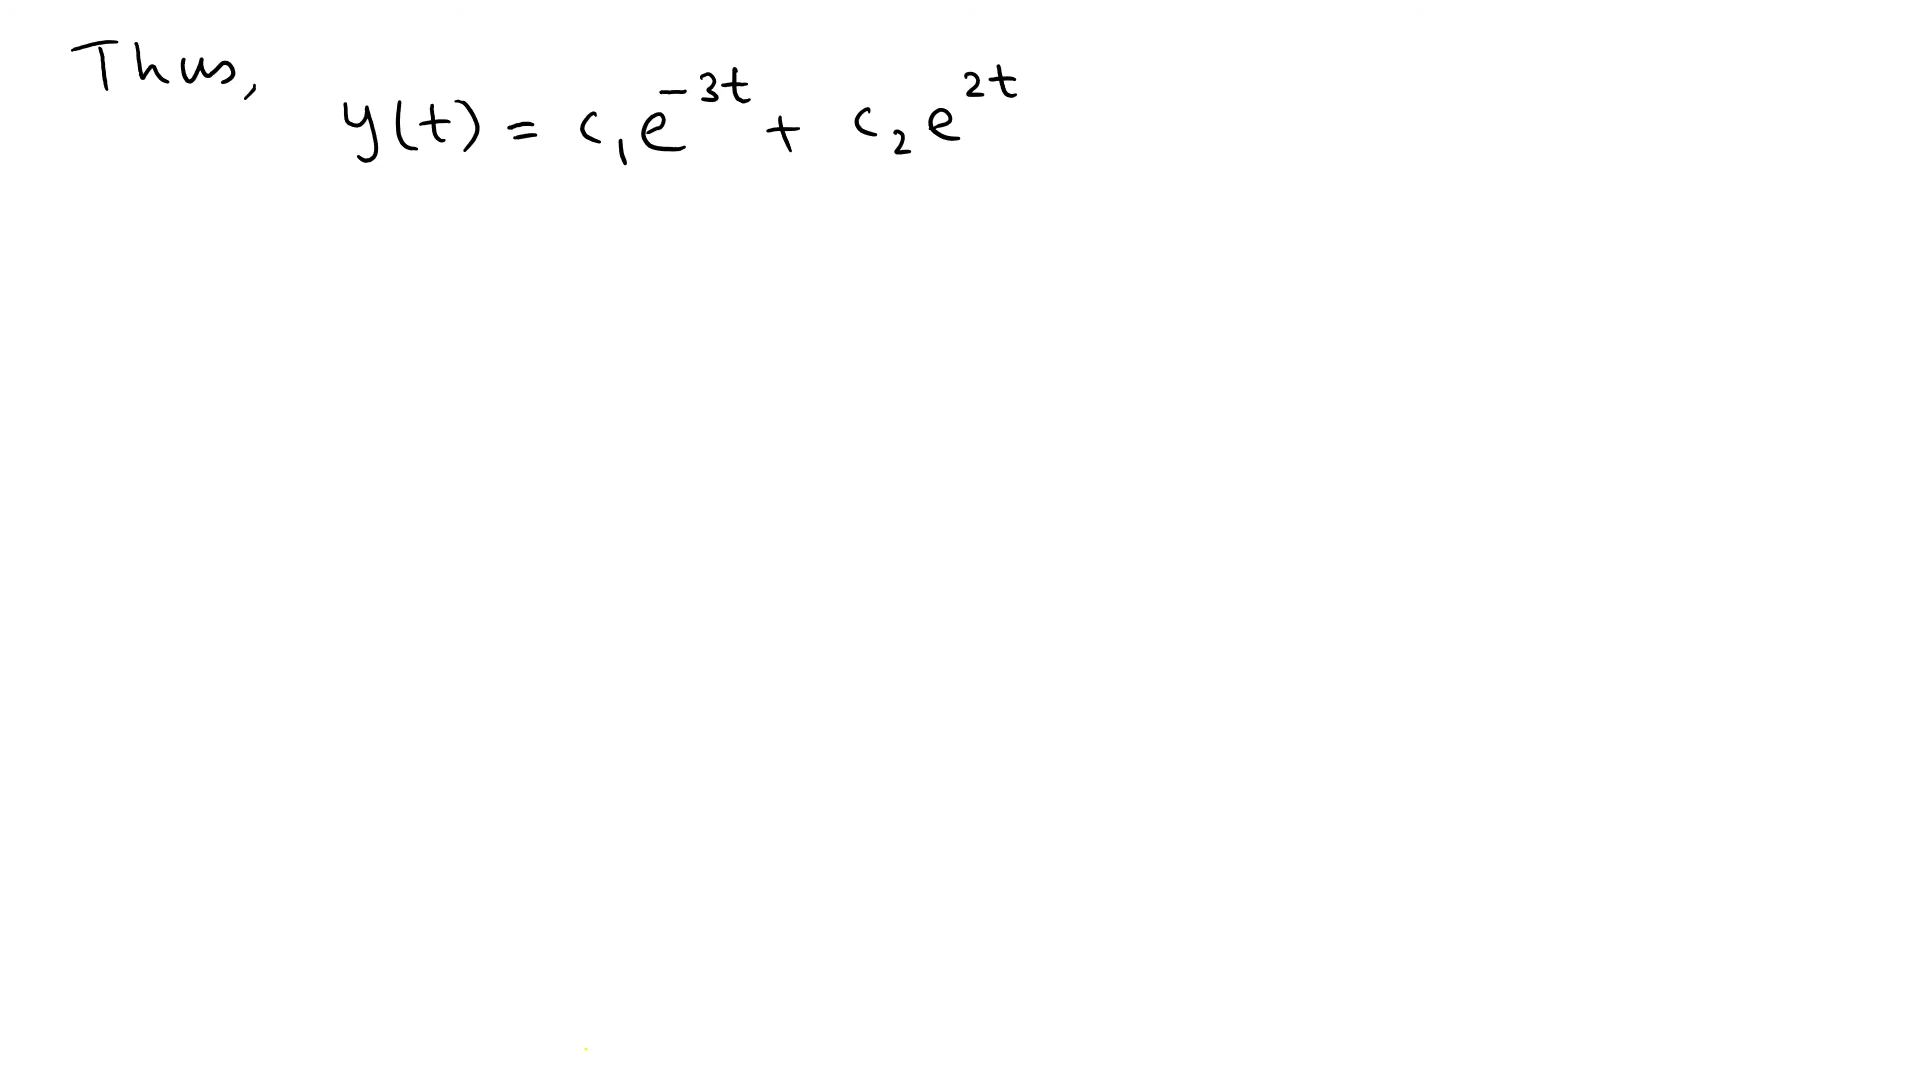 Thus,
y(t) = c₁e⁻³ᵗ + c₂e²ᵗ